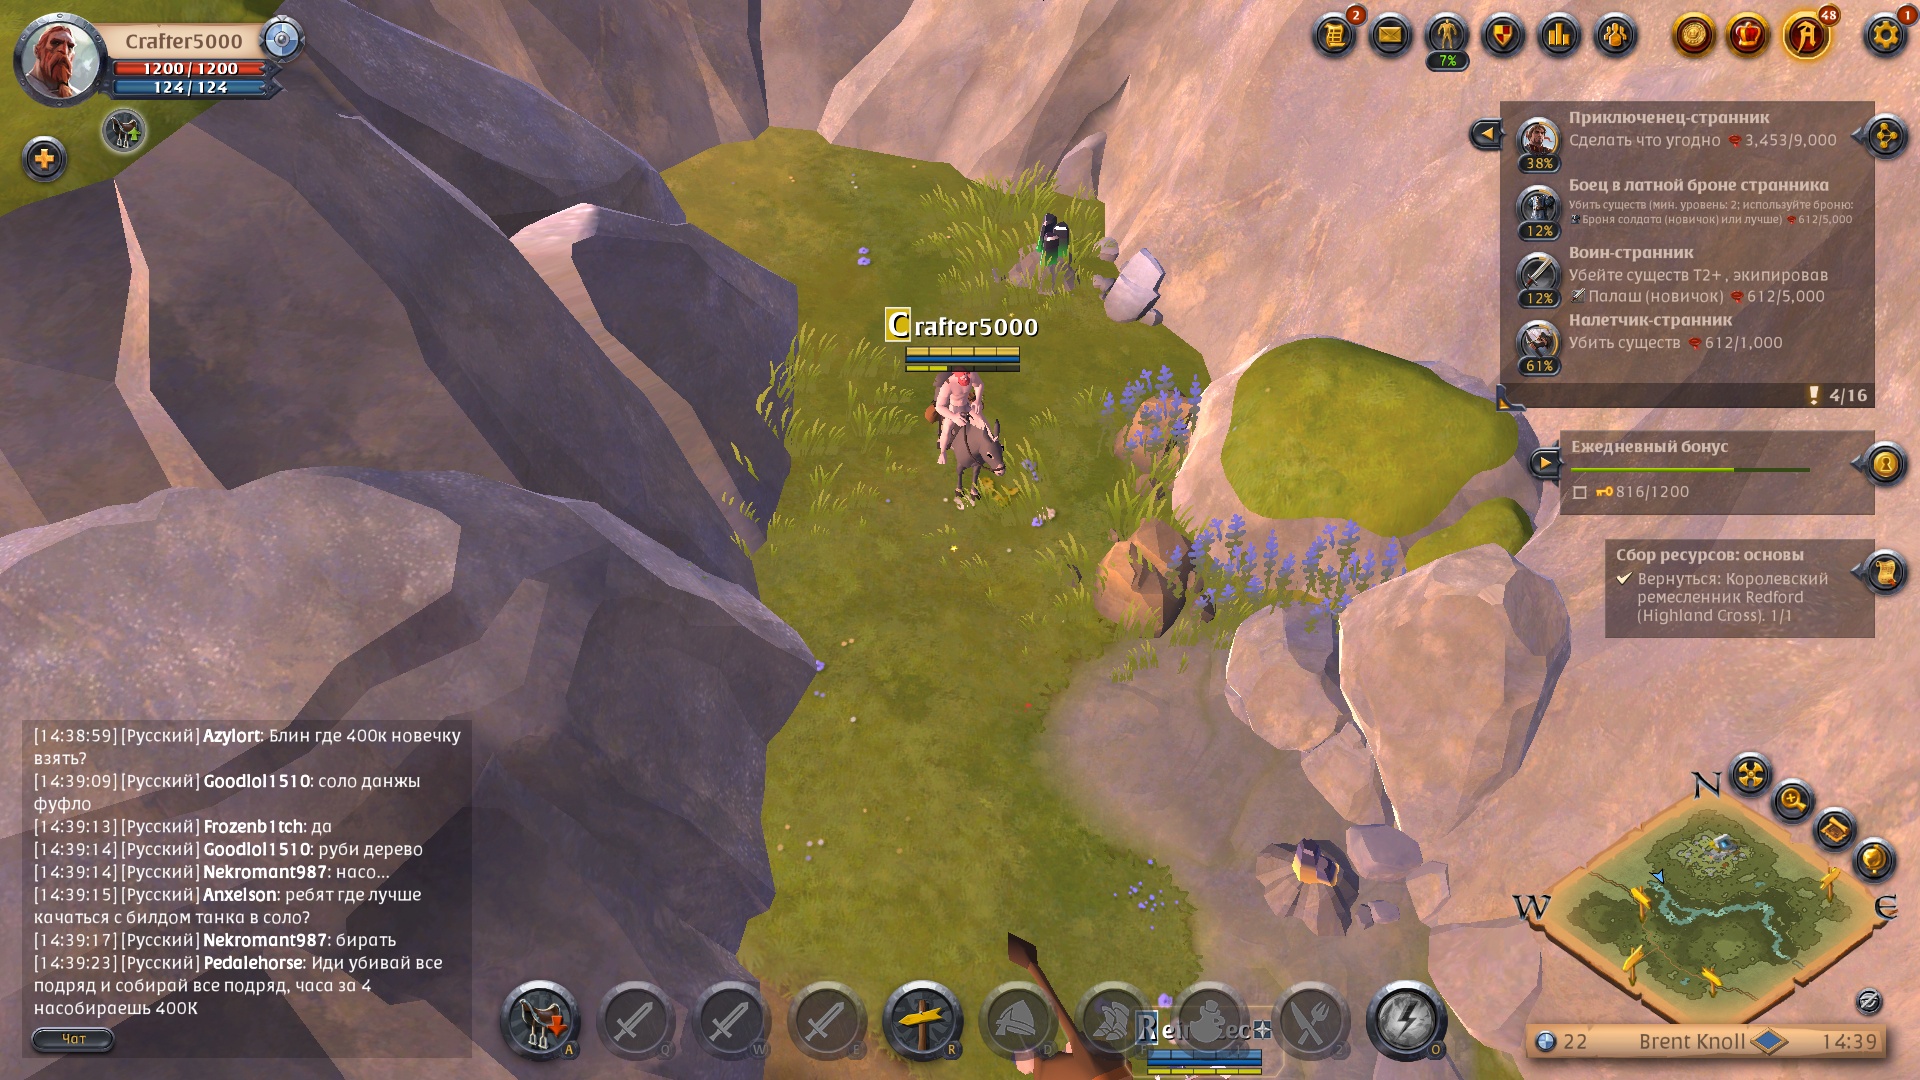 Crafter5000
1200/1200
124/124
2
7%
48
1
Приключенец-странник
Сделать что угодно 3,453/9,000
38%
Боец в латной броне странника
Убить существ (мин. уровень: 2; используйте броню:
Броня солдата (новичок) или лучше) 612/5,000
12%
Воин-странник
Убейте существ Т2+, экипировав
Палаш (новичок) 612/5,000
12%
Налетчик-странник
Убить существ 612/1,000
61%
4/16
Ежедневный бонус
816/1200
Сбор ресурсов: основы
Вернуться: Королевский
ремесленник Redford
(Highland Cross). 1/1
Crafter5000
[14:38:59] [Русский] Azylort: Блин где 400к новечку
взять?
[14:39:09] [Русский] Goodlol1510: соло данжы
фуфло
[14:39:13] [Русский] Frozenb1tch: да
[14:39:14] [Русский] Goodlol1510: руби дерево
[14:39:14] [Русский] Nekromant987: насо...
[14:39:15] [Русский] Anxelson: ребят где лучше
качаться с билдом танка в соло?
[14:39:17] [Русский] Nekromant987: бирать
[14:39:23] [Русский] Pedalehorse: Иди убивай все
подряд и собирай все подряд, часа за 4
насобираешь 400К
Чат
A
Q
W
E
R
D
2
O
N
W
E
22
Brent Knoll
14:39